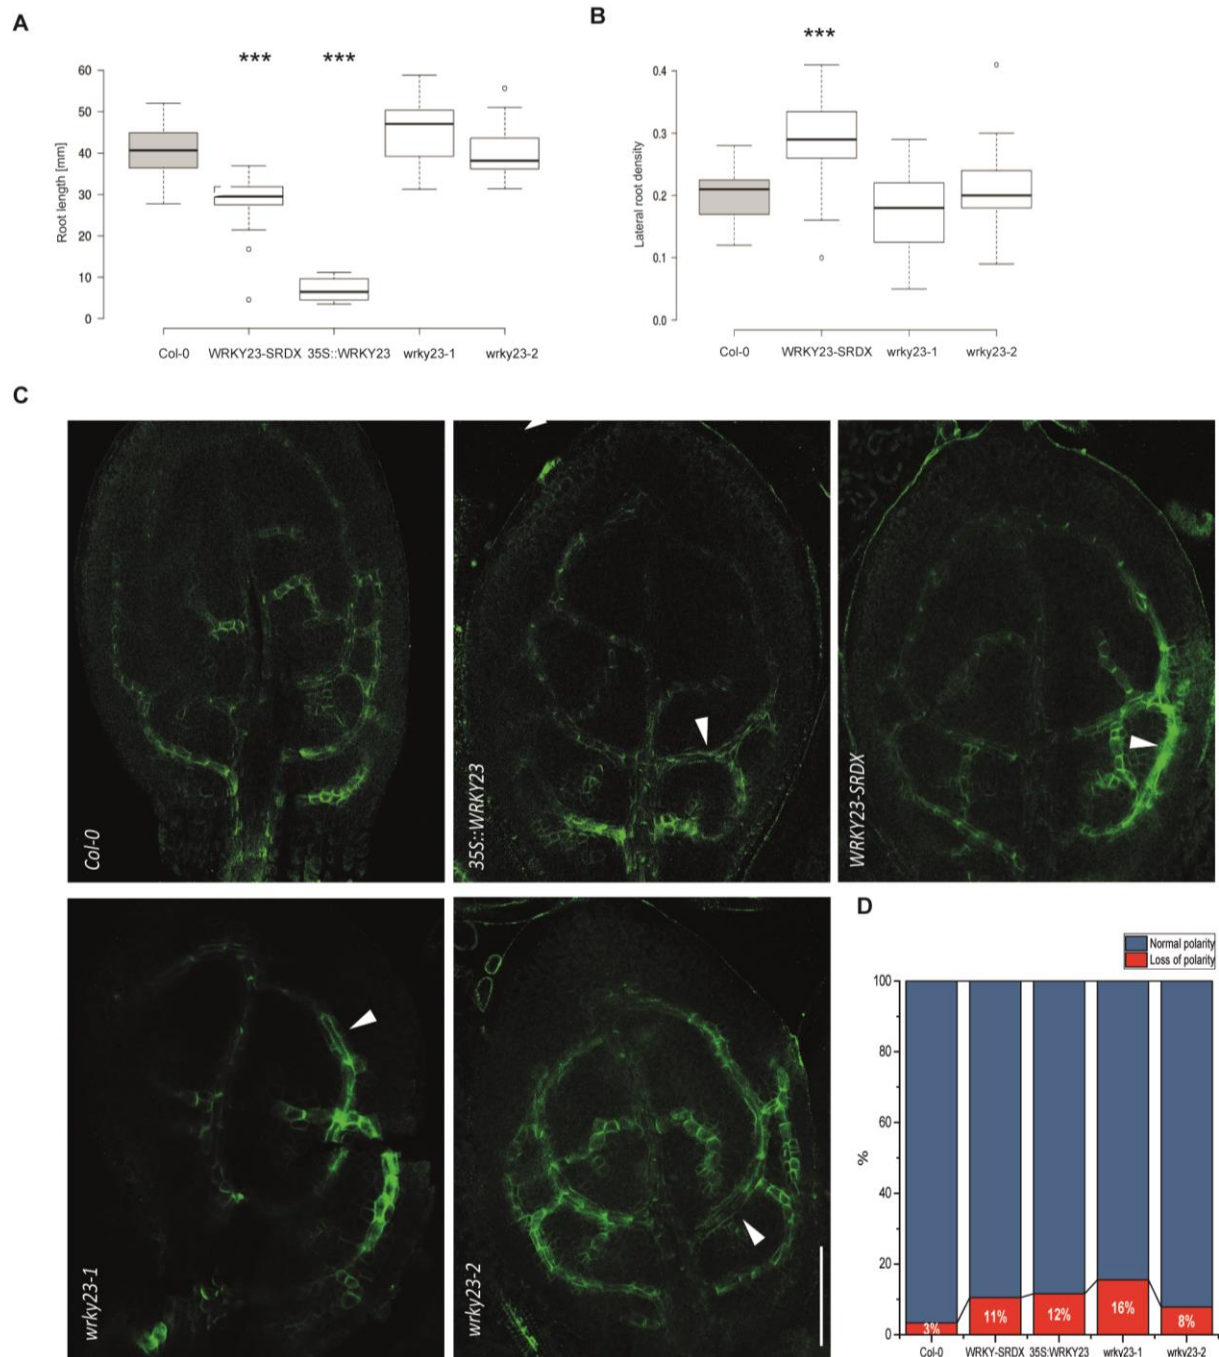 A
B
*** ***
***
Root length [mm]
60
50
40
30
20
10
0
Col-0 WRKY23-SRDX 35S::WRKY23 wrky23-1 wrky23-2
Lateral root density
0.4
0.3
0.2
0.1
0.0
Col-0 WRKY23-SRDX wrky23-1 wrky23-2
C
Col-0
35S::WRKY23
WRKY23-SRDX
wrky23-1
wrky23-2
D
Normal polarity
Loss of polarity
%
100
80
60
40
20
0
3% 11% 12% 16% 8%
Col-0 WRKY-SRDX 35S:WRKY23 wrky23-1 wrky23-2